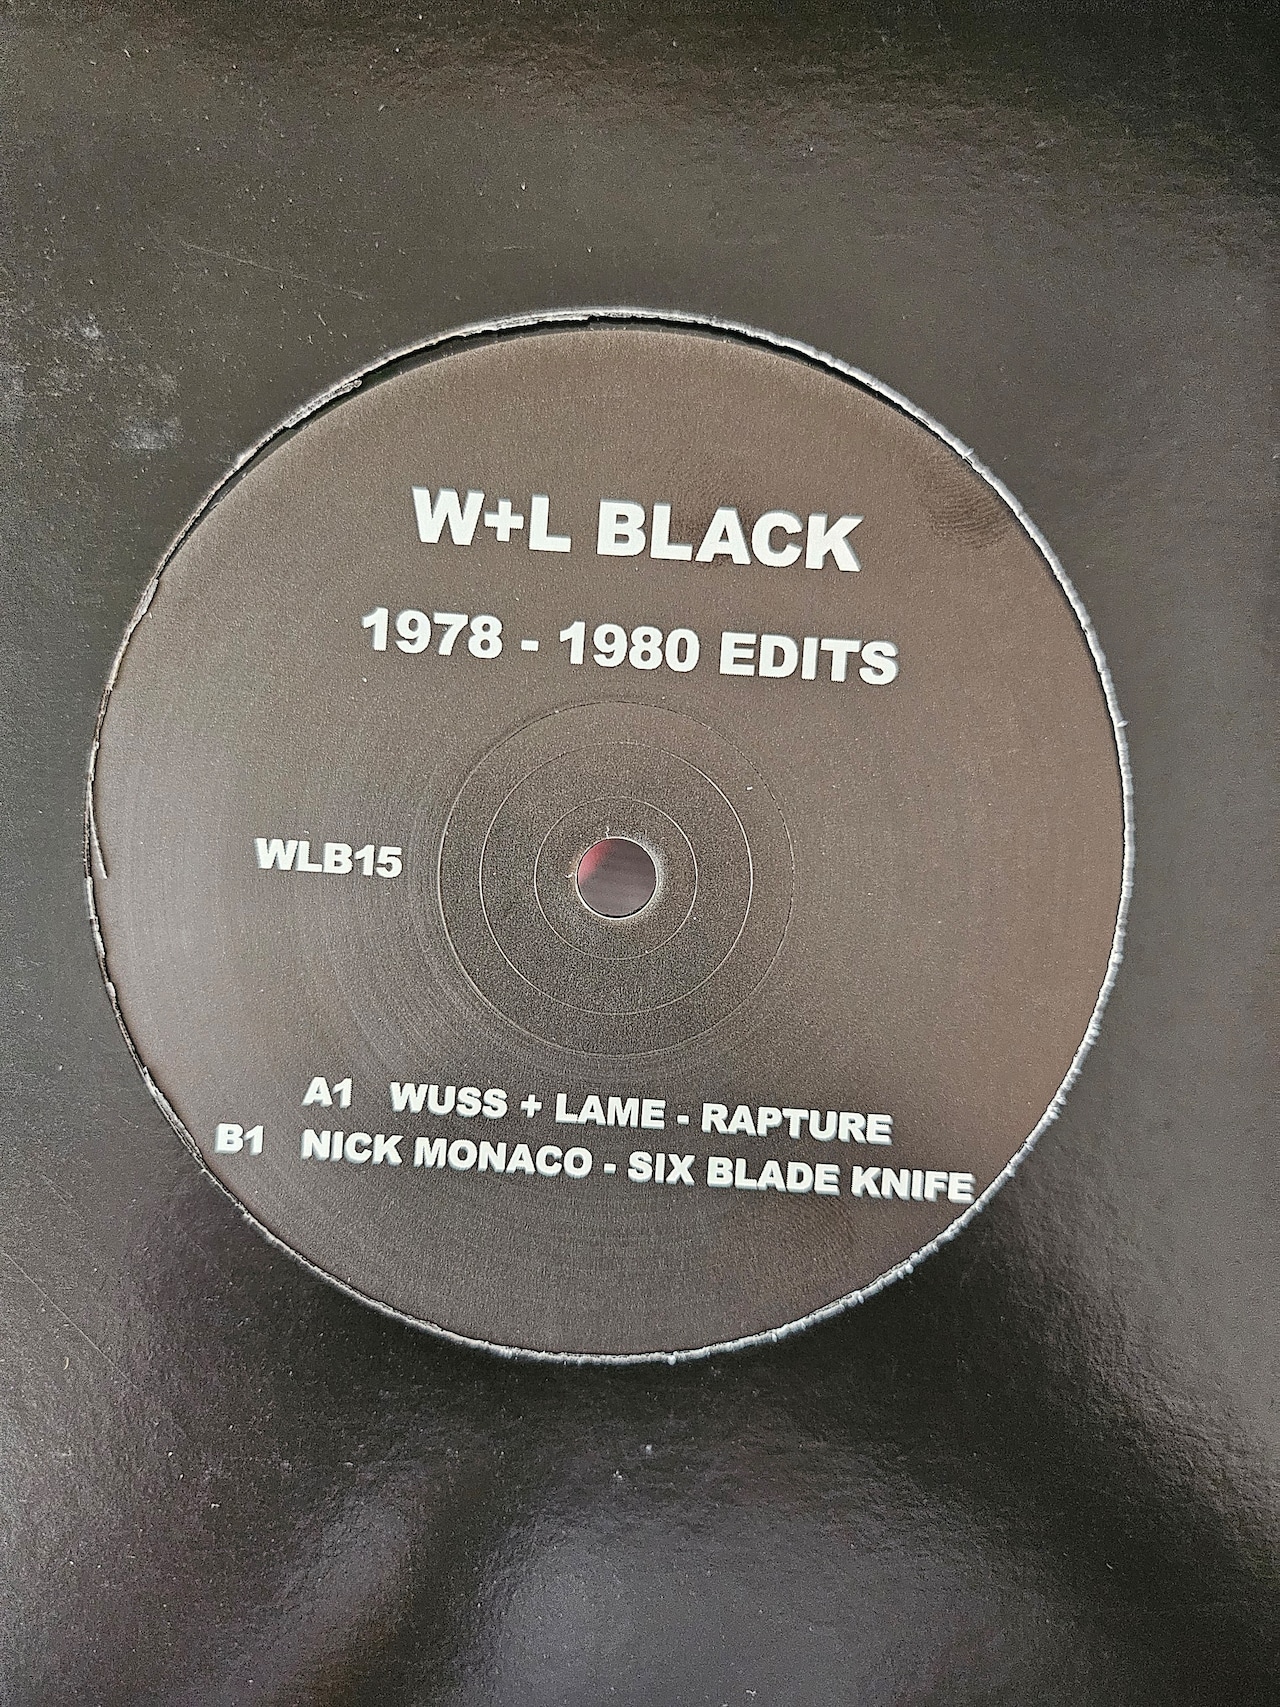 W+L BLACK
1978 - 1980 EDITS
WLB15
A1 WUSS + LAME - RAPTURE
B1 NICK MONACO - SIX BLADE KNIFE